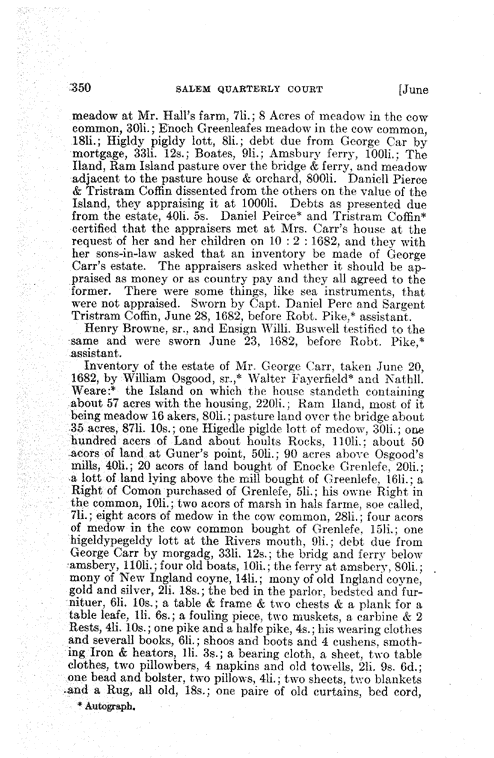 350 SALEM QUARTERLY COURT [June
meadow at Mr. Hall's farm, 7li.; 8 Acres of meadow in the cow
common, 30li.; Enoch Greenleafes meadow in the cow common,
18li.; Higldy pigldy lott, 8li.; debt due from George Car by
mortgage, 33li. 12s.; Boates, 9li.; Amsbury ferry, 100li.; The
Iland, Ram Island pasture over the bridge & ferry, and meadow
adjacent to the pasture house & orchard, 800li. Daniell Pierce
& Tristram Coffin dissented from the others on the value of the
Island, they appraising it at 1000li. Debts as presented due
from the estate, 40li. 5s. Daniel Peirce* and Tristram Coffin*
certified that the appraisers met at Mrs. Carr's house at the
request of her and her children on 10 : 2 : 1682, and they with
her sons-in-law asked that an inventory be made of George
Carr's estate. The appraisers asked whether it should be ap-
praised as money or as country pay and they all agreed to the
former. There were some things, like sea instruments, that
were not appraised. Sworn by Capt. Daniel Perc and Sargent
Tristram Coffin, June 28, 1682, before Robt. Pike,* assistant.
Henry Browne, sr., and Ensign Willi. Buswell testified to the
same and were sworn June 23, 1682, before Robt. Pike,*
assistant.
Inventory of the estate of Mr. George Carr, taken June 20,
1682, by William Osgood, sr.,* Walter Fayerfield* and Nathll.
Weare:* the Island on which the house standeth containing
about 57 acres with the housing, 220li.; Ram Iland, most of it
being meadow 16 akers, 80li.; pasture land over the bridge about
35 acres, 87li. 10s.; one Higedle piglde lott of medow, 30li.; one
hundred acers of Land about hoults Rocks, 110li.; about 50
acors of land at Guner's point, 50li.; 90 acres above Osgood's
mills, 40li.; 20 acors of land bought of Enocke Grenlefe, 20li.;
a lott of land lying above the mill bought of Greenlefe, 16li.; a
Right of Comon purchased of Grenlefe, 5li.; his owne Right in
the common, 10li.; two acors of marsh in hals farme, soe called,
7li.; eight acors of medow in the cow common, 28li.; four acors
of medow in the cow common bought of Grenlefe, 15li.; one
higeldypegeldy lott at the Rivers mouth, 9li.; debt due from
George Carr by morgadg, 33li. 12s.; the bridg and ferry below
amsbery, 110li.; four old boats, 10li.; the ferry at amsbery, 80li.;
mony of New Ingland coyne, 14li.; mony of old Ingland coyne,
gold and silver, 2li. 18s.; the bed in the parlor, bedsted and fur-
nituer, 6li. 10s.; a table & frame & two chests & a plank for a
table leafe, 1li. 6s.; a fouling piece, two muskets, a carbine & 2
Rests, 4li. 10s.; one pike and a halfe pike, 4s.; his wearing clothes
and severall books, 6li.; shoos and boots and 4 cushens, smoth-
ing Iron & heators, 1li. 3s.; a bearing cloth, a sheet, two table
clothes, two pillowbers, 4 napkins and old towells, 2li. 9s. 6d.;
one bead and bolster, two pillows, 4li.; two sheets, two blankets
and a Rug, all old, 18s.; one paire of old curtains, bed cord,
* Autograph.